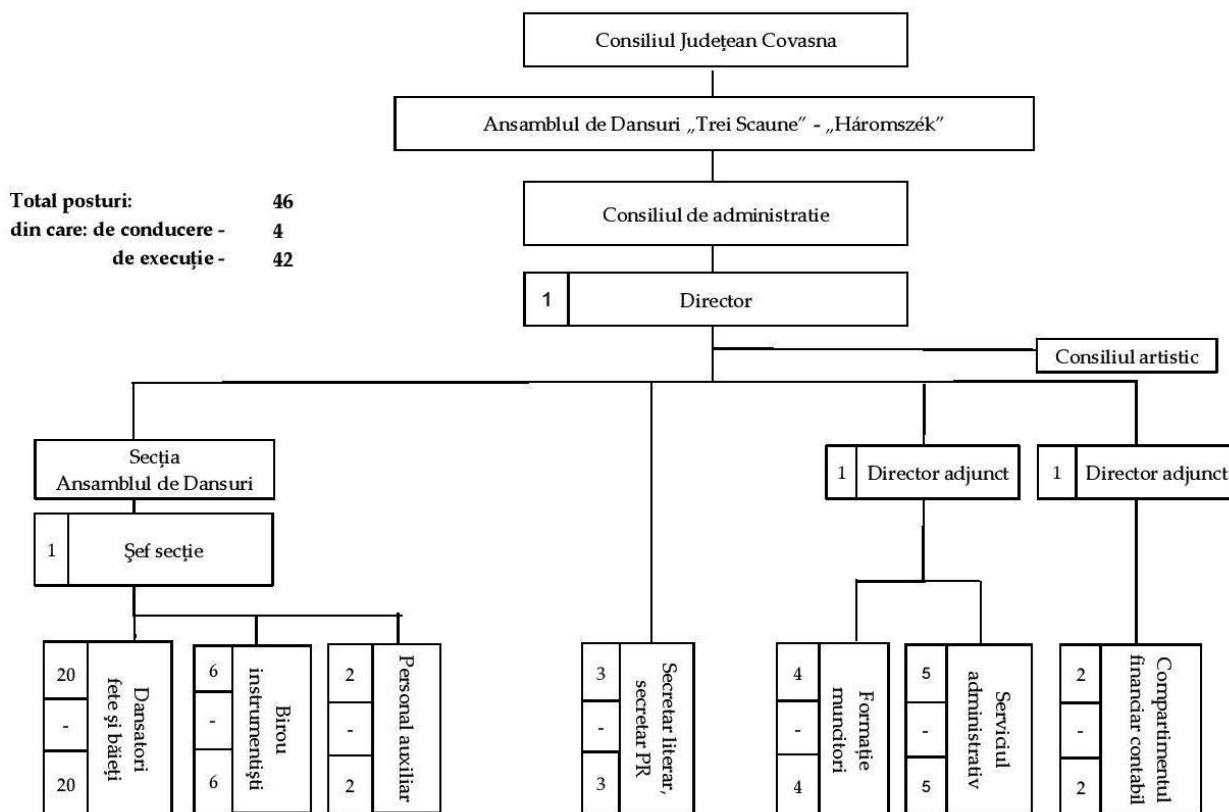 Consiliul Județean Covasna
Ansamblul de Dansuri „Trei Scaune” - „Háromszék”
Total posturi: 46
din care: de conducere - 4
de execuție - 42
Consiliul de administratie
1 Director
Consiliul artistic
Secția
Ansamblul de Dansuri
1 Şef secție
1 Director adjunct
1 Director adjunct
20 - 20
Dansatori
fete și băieți
6 - 6
Birou
instrumentiști
2 - 2
Personal auxiliar
3 - 3
Secretar literar,
secretar PR
4 - 4
Formație
muncitori
5 - 5
Serviciul
administrativ
2 - 2
Compartimentul
financiar contabil